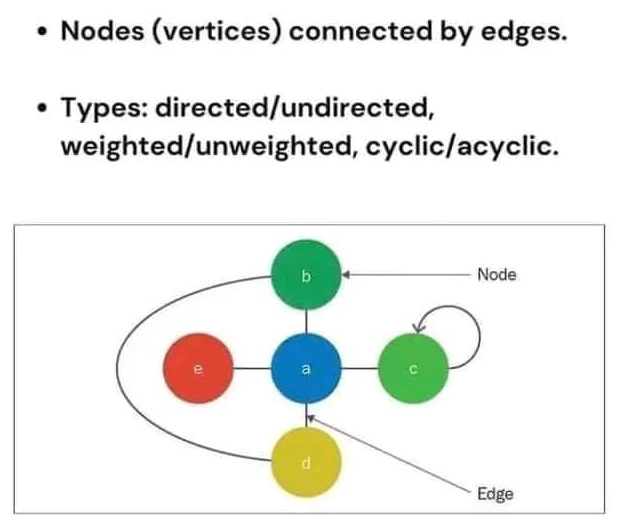 • Nodes (vertices) connected by edges.
• Types: directed/undirected,
weighted/unweighted, cyclic/acyclic.
b
Node
e
a
c
d
Edge